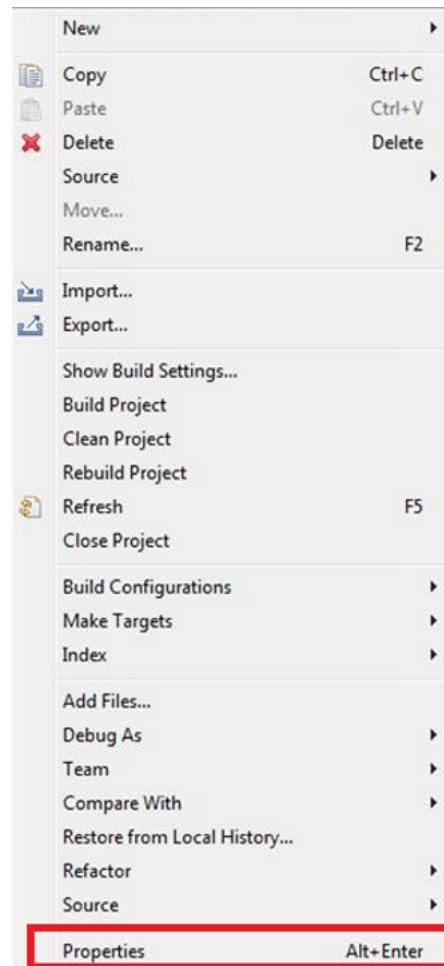 New
Copy Ctrl+C
Paste Ctrl+V
Delete Delete
Source
Move...
Rename... F2
Import...
Export...
Show Build Settings...
Build Project
Clean Project
Rebuild Project
Refresh F5
Close Project
Build Configurations
Make Targets
Index
Add Files...
Debug As
Team
Compare With
Restore from Local History...
Refactor
Source
Properties Alt+Enter